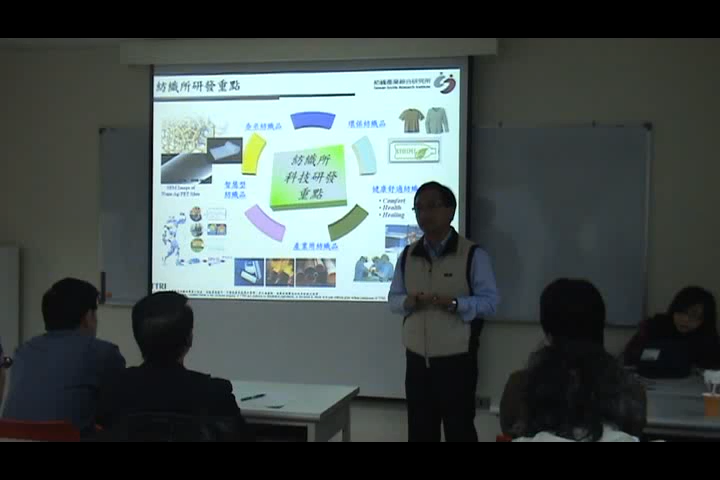 紡織所研發重點
紡織產業綜合研究所
Taiwan Textile Research Institute
奈米紡織品
環保紡織品
紡織所
科技研發
重點
智慧型
紡織品
健康舒適紡織
• Comfort
• Health
• Healing
SEM Image of
產業用紡織品
TTRI